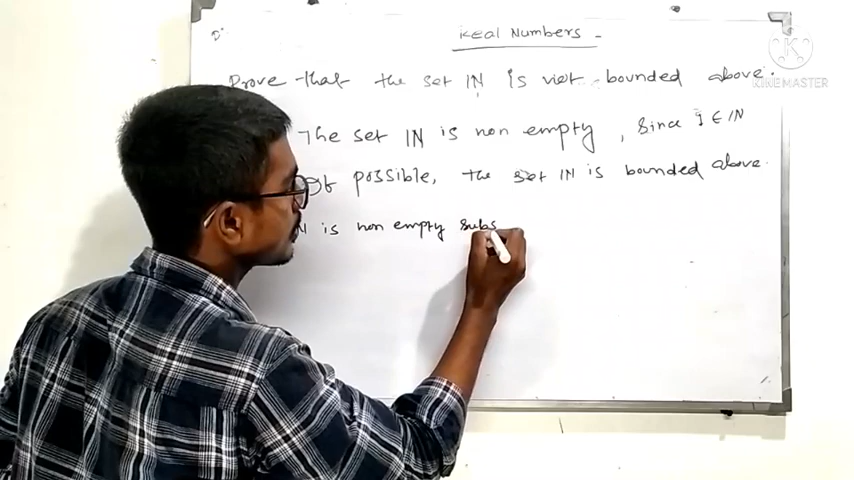 Real Numbers
Prove that the set IN is not bounded above.
The set IN is non empty, Since 1 ∈ IN
If possible, the set IN is bounded above.
N is non empty subs
K
KINEMASTER